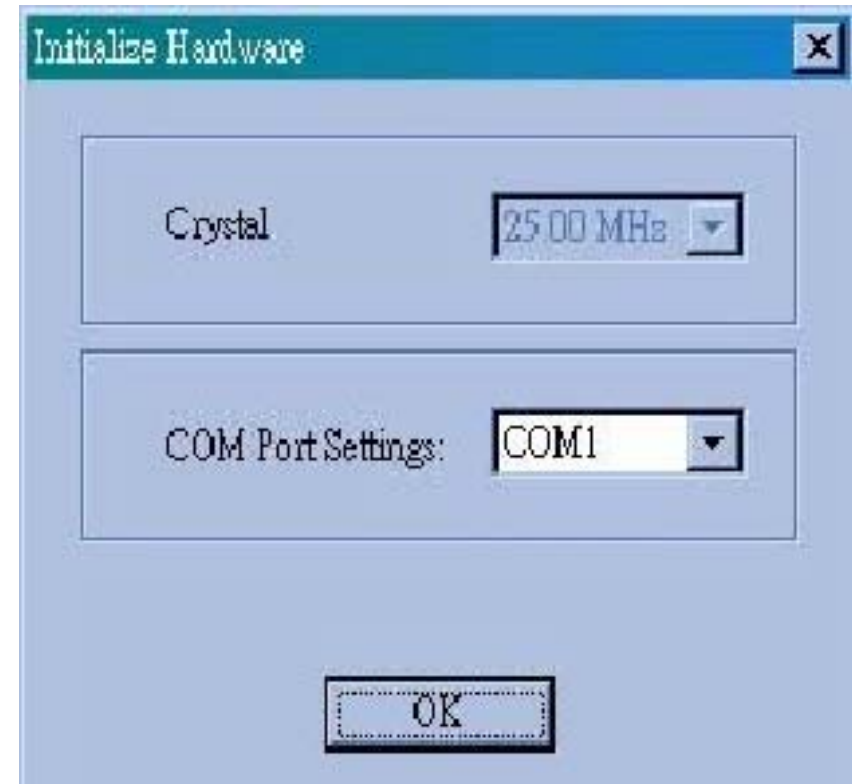 Initialize Hardware
Crystal
25.00 MHz
COM Port Settings:
COM1
OK